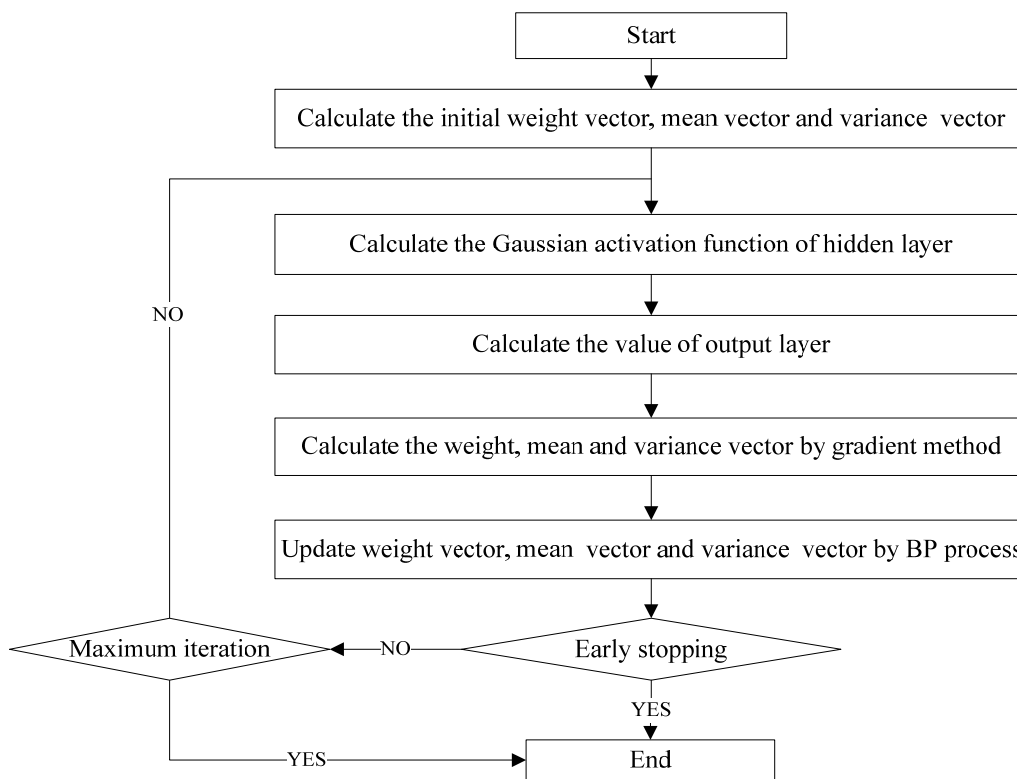 Start
Calculate the initial weight vector, mean vector and variance vector
Calculate the Gaussian activation function of hidden layer
NO
Calculate the value of output layer
Calculate the weight, mean and variance vector by gradient method
Update weight vector, mean vector and variance vector by BP process
Maximum iteration
NO
Early stopping
YES
YES
End